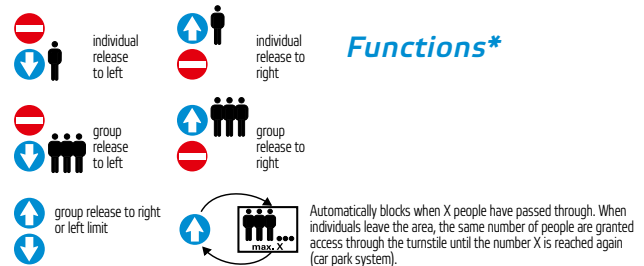 Functions*
individual
release
to left
individual
release to
right
group
release
to left
group
release to
right
group release to right
or left limit
max. X
Automatically blocks when X people have passed through. When
individuals leave the area, the same number of people are granted
access through the turnstile until the number X is reached again
(car park system).